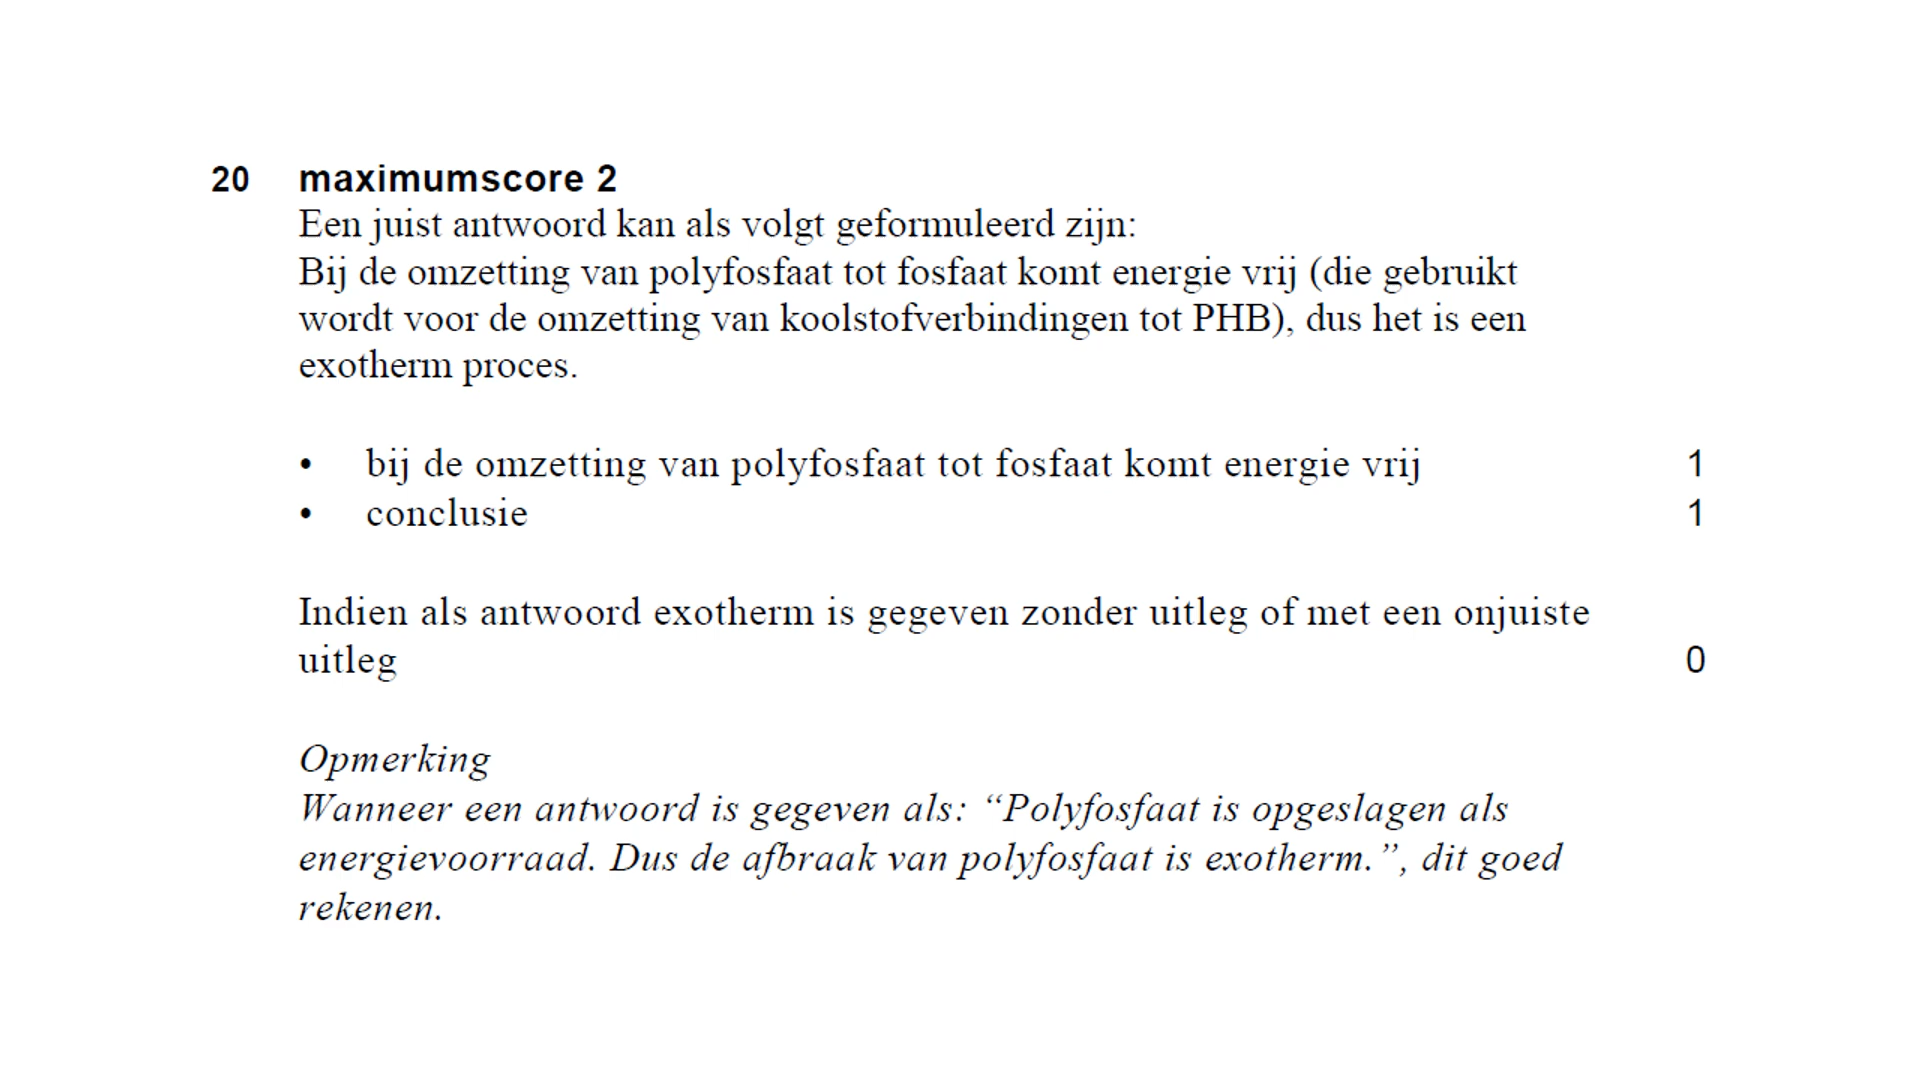 20 maximumscore 2
Een juist antwoord kan als volgt geformuleerd zijn:
Bij de omzetting van polyfosfaat tot fosfaat komt energie vrij (die gebruikt
wordt voor de omzetting van koolstofverbindingen tot PHB), dus het is een
exotherm proces.
• bij de omzetting van polyfosfaat tot fosfaat komt energie vrij 1
• conclusie 1
Indien als antwoord exotherm is gegeven zonder uitleg of met een onjuiste
uitleg 0
Opmerking
Wanneer een antwoord is gegeven als: “Polyfosfaat is opgeslagen als
energievoorraad. Dus de afbraak van polyfosfaat is exotherm.”, dit goed
rekenen.